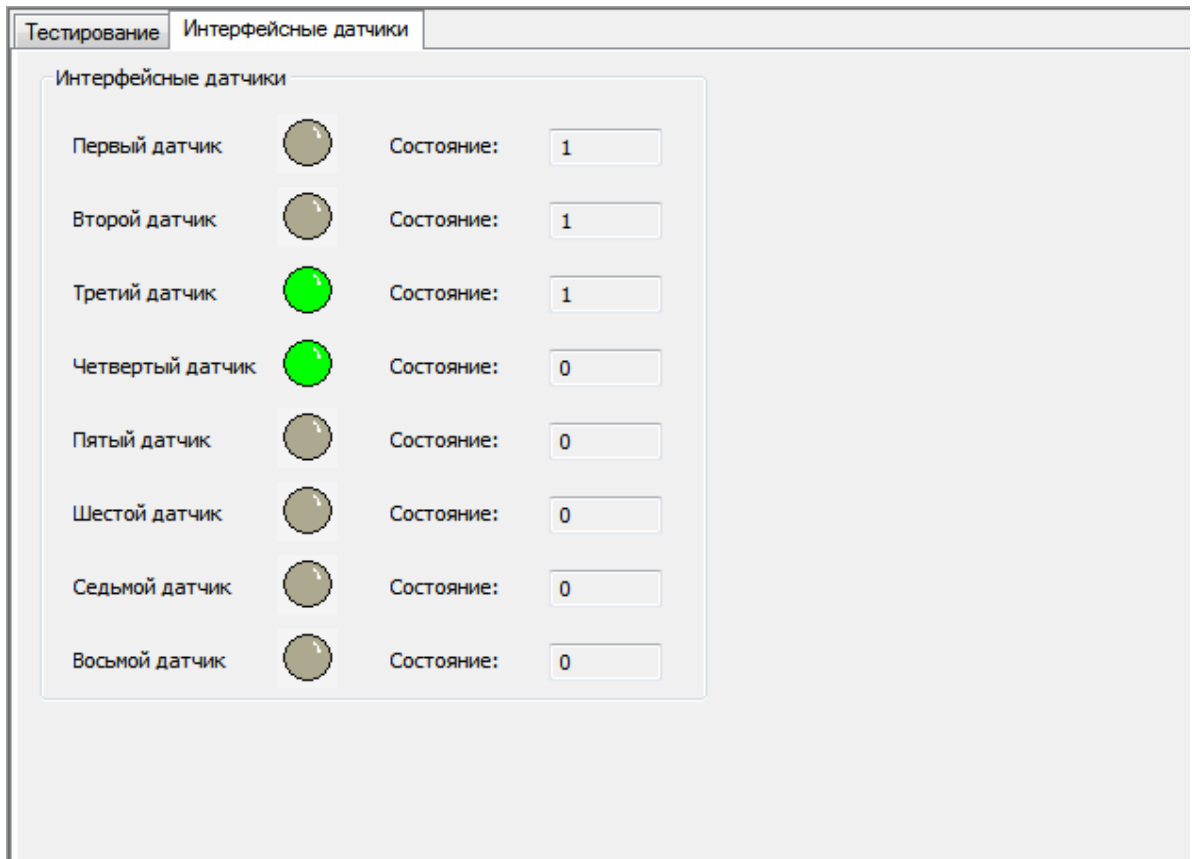 Тестирование Интерфейсные датчики
Интерфейсные датчики
Первый датчик Состояние: 1
Второй датчик Состояние: 1
Третий датчик Состояние: 1
Четвертый датчик Состояние: 0
Пятый датчик Состояние: 0
Шестой датчик Состояние: 0
Седьмой датчик Состояние: 0
Восьмой датчик Состояние: 0